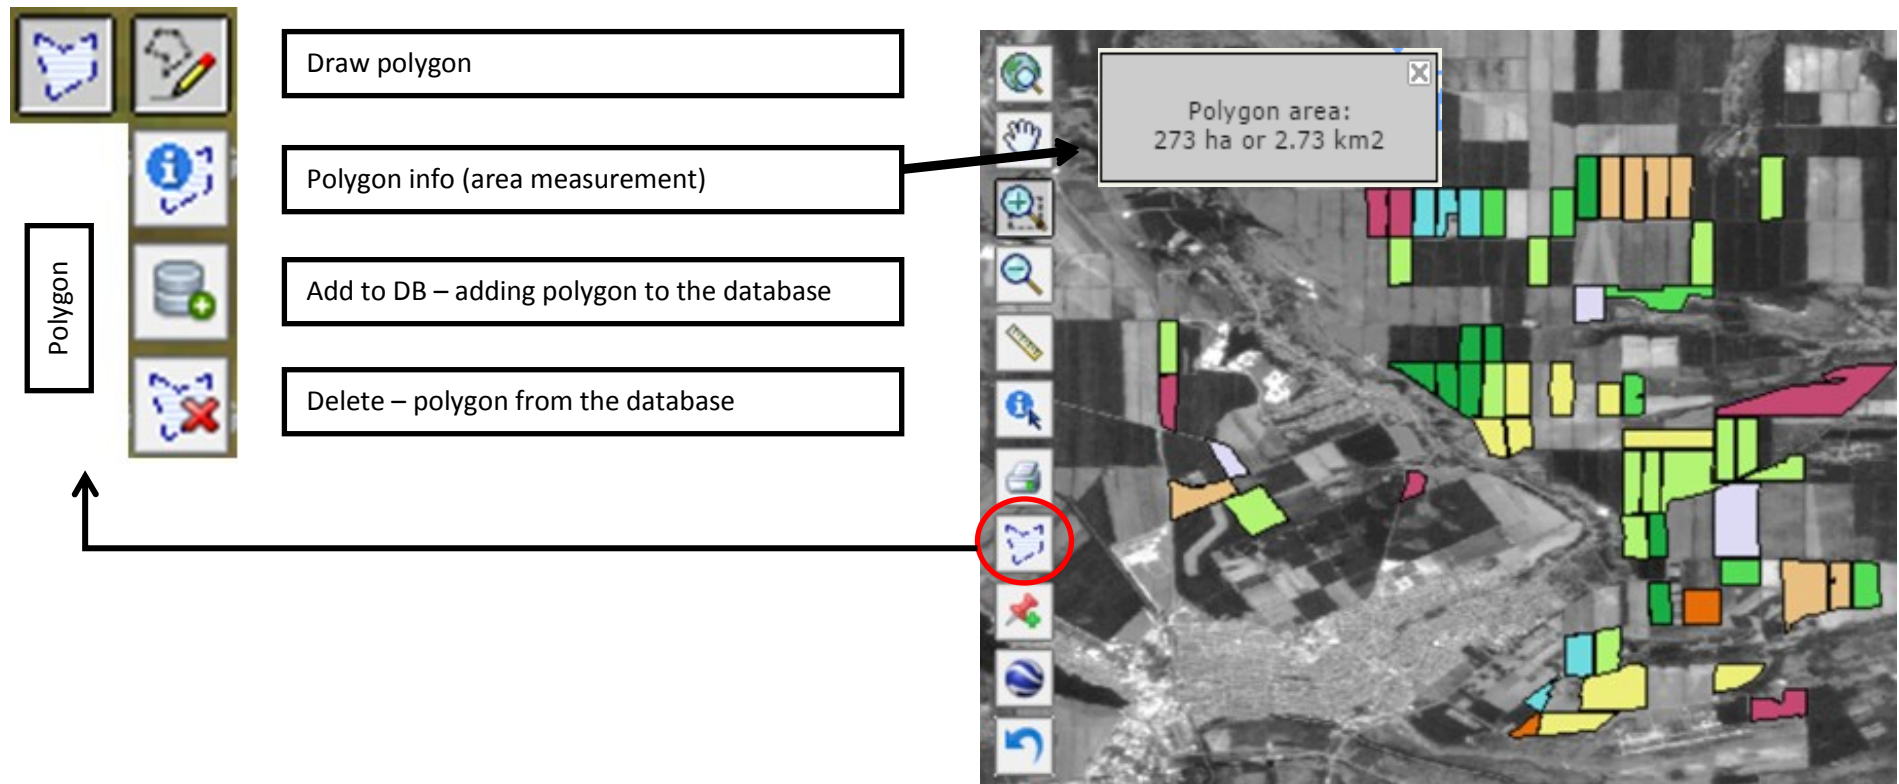 Draw polygon
Polygon info (area measurement)
Add to DB – adding polygon to the database
Delete – polygon from the database
Polygon
Polygon area:
273 ha or 2.73 km2